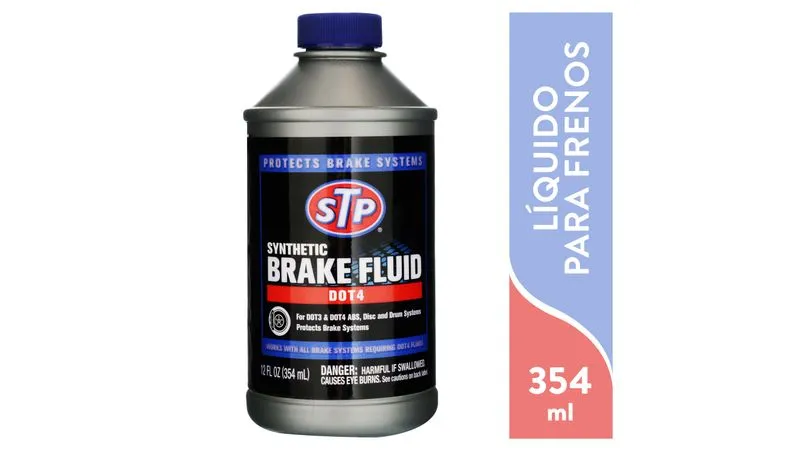 PROTECTS BRAKE SYSTEMS
STP
®
SYNTHETIC
BRAKE FLUID
DOT4
For DOT3 & DOT4 ABS, Disc and Drum Systems
Protects Brake Systems
WORKS WITH ALL BRAKE SYSTEMS REQUIRING DOT4 FLUIDS
12 FL OZ (354 mL)
DANGER: HARMFUL IF SWALLOWED.
CAUSES EYE BURNS. See cautions on back label.
LÍQUIDO
PARA FRENOS
354
ml